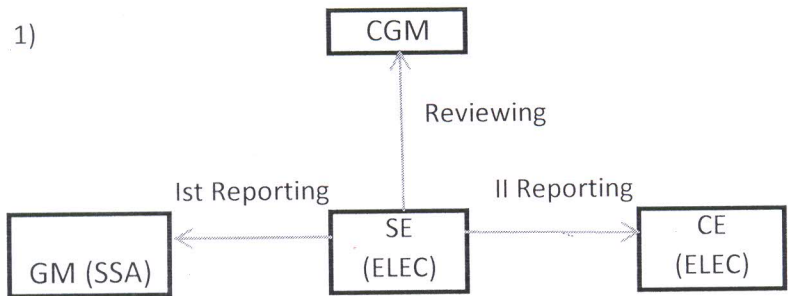 1)
CGM
Reviewing
Ist Reporting
II Reporting
GM (SSA)
SE
(ELEC)
CE
(ELEC)